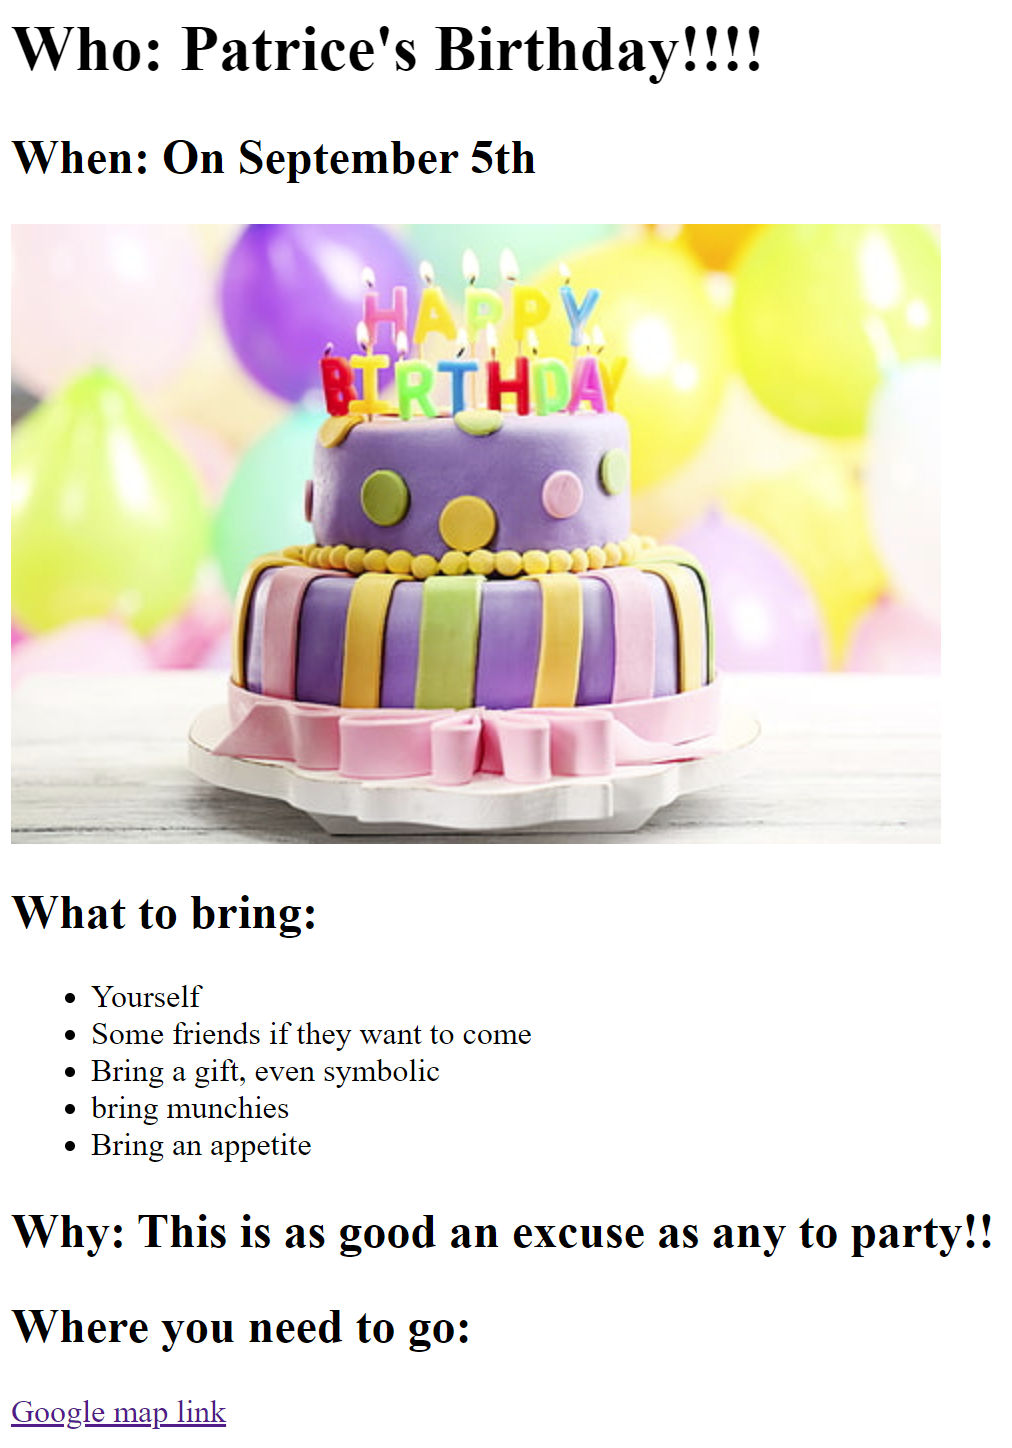 Who: Patrice's Birthday!!!!
When: On September 5th
HAPPY
BIRTHDAY
What to bring:
Yourself
Some friends if they want to come
Bring a gift, even symbolic
bring munchies
Bring an appetite
Why: This is as good an excuse as any to party!!
Where you need to go:
Google map link